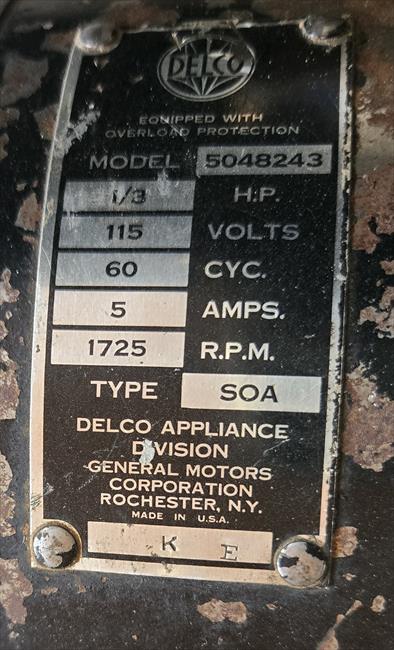 DELCO
EQUIPPED WITH
OVERLOAD PROTECTION
MODEL 5048243
1/3 H.P.
115 VOLTS
60 CYC.
5 AMPS.
1725 R.P.M.
TYPE SOA
DELCO APPLIANCE
DIVISION
GENERAL MOTORS
CORPORATION
ROCHESTER, N.Y.
MADE IN U.S.A.
K E